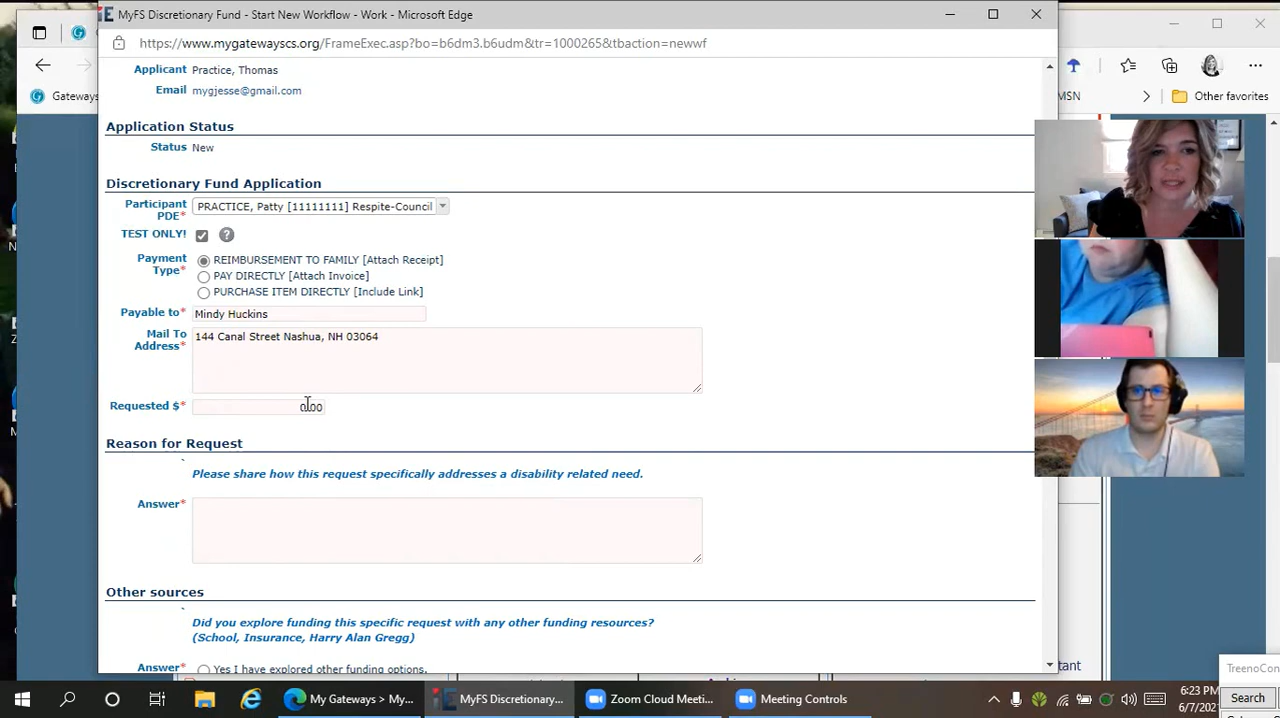 MyFS Discretionary Fund - Start New Workflow - Work - Microsoft Edge
https://www.mygatewayscs.org/FrameExec.asp?bo=b6dm3.b6udm&tr=1000265&tbaction=newwf
Gateways
MSN
Other favorites
Applicant Practice, Thomas
Email mygjesse@gmail.com
Application Status
Status New
Discretionary Fund Application
Participant PDE* PRACTICE, Patty [11111111] Respite-Council
TEST ONLY!
Payment Type* REIMBURSEMENT TO FAMILY [Attach Receipt]
PAY DIRECTLY [Attach Invoice]
PURCHASE ITEM DIRECTLY [Include Link]
Payable to* Mindy Huckins
Mail To Address* 144 Canal Street Nashua, NH 03064
Requested $* 0.00
Reason for Request
Please share how this request specifically addresses a disability related need.
Answer*
Other sources
Did you explore funding this specific request with any other funding resources?
(School, Insurance, Harry Alan Gregg)
Answer* Yes I have explored other funding options.
tant
TreenoCon
My Gateways > My...
MyFS Discretionary...
Zoom Cloud Meeti...
Meeting Controls
6:23 PM
6/7/202
Search